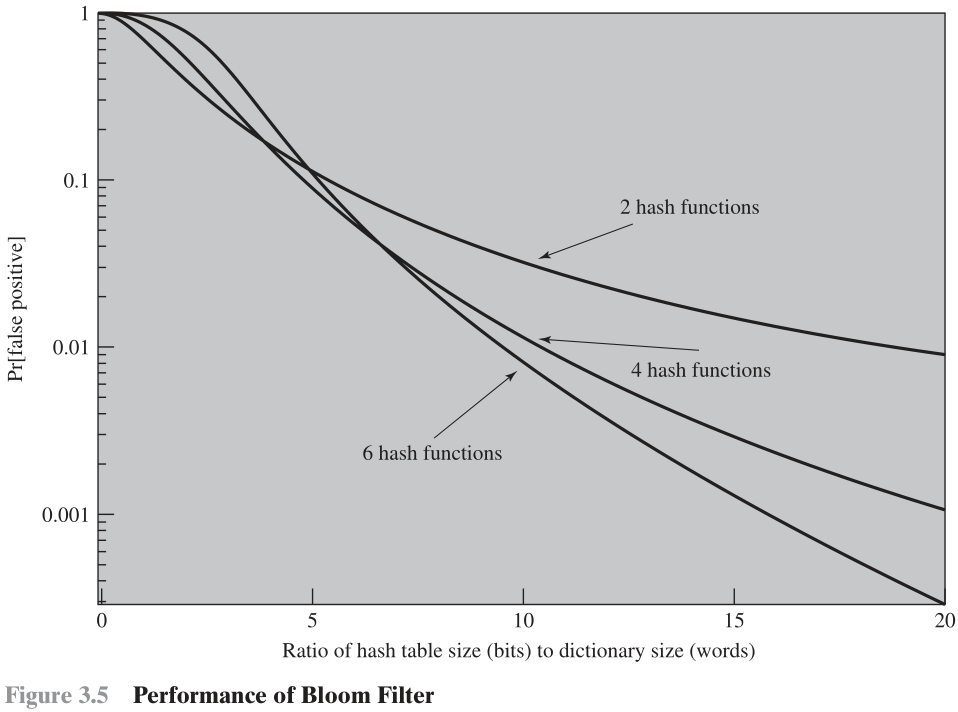 1
0.1
0.01
0.001
Pr[false positive]
2 hash functions
4 hash functions
6 hash functions
0 5 10 15 20
Ratio of hash table size (bits) to dictionary size (words)
Figure 3.5 Performance of Bloom Filter